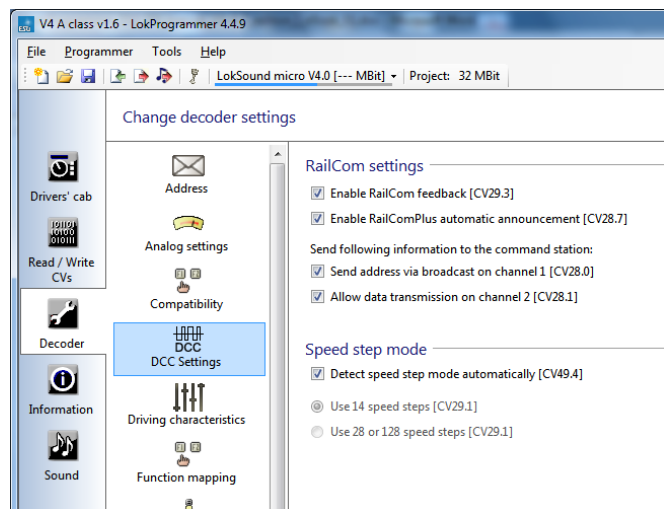 V4 A class v1.6 - LokProgrammer 4.4.9
File Programmer Tools Help
LokSound micro V4.0 [--- MBit] Project: 32 MBit
Change decoder settings
Drivers' cab
Read / Write
CVs
Decoder
Information
Sound
Address
Analog settings
Compatibility
DCC
DCC Settings
Driving characteristics
Function mapping
RailCom settings
Enable RailCom feedback [CV29.3]
Enable RailComPlus automatic announcement [CV28.7]
Send following information to the command station:
Send address via broadcast on channel 1 [CV28.0]
Allow data transmission on channel 2 [CV28.1]
Speed step mode
Detect speed step mode automatically [CV49.4]
Use 14 speed steps [CV29.1]
Use 28 or 128 speed steps [CV29.1]